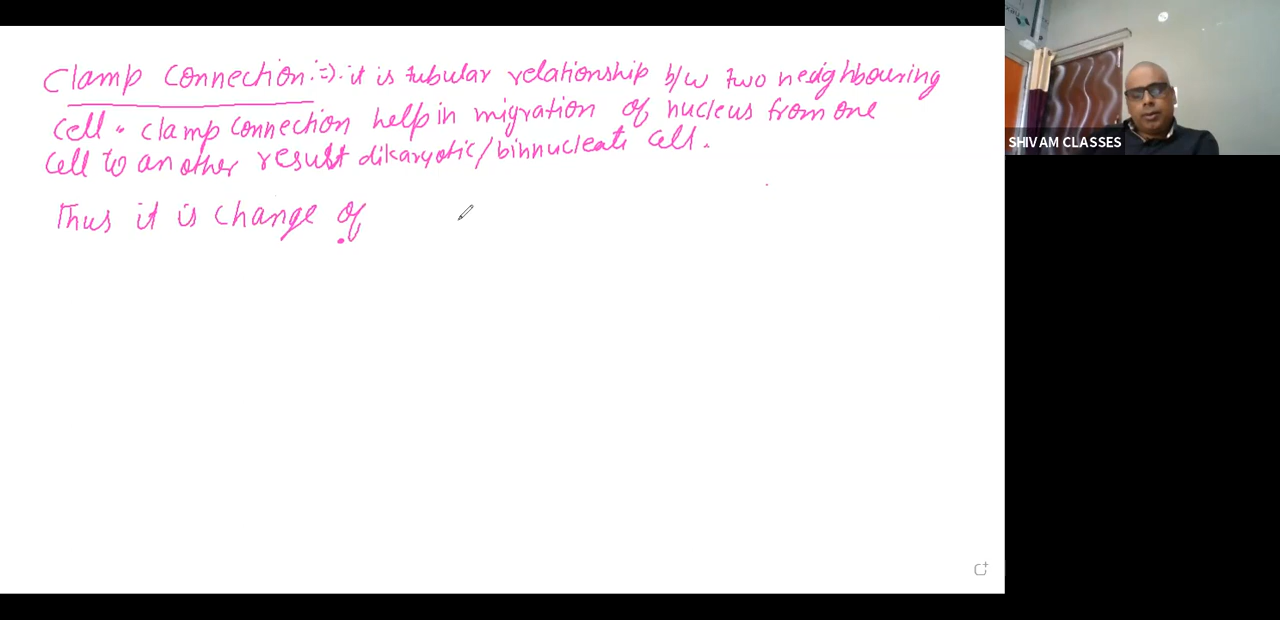 Clamp Connection :⇒ it is tubular relationship b/w two neighbouring
cell. clamp connection help in migration of nucleus from one
cell to another result dikaryotic/binnucleate cell.
Thus it is change of
SHIVAM CLASSES